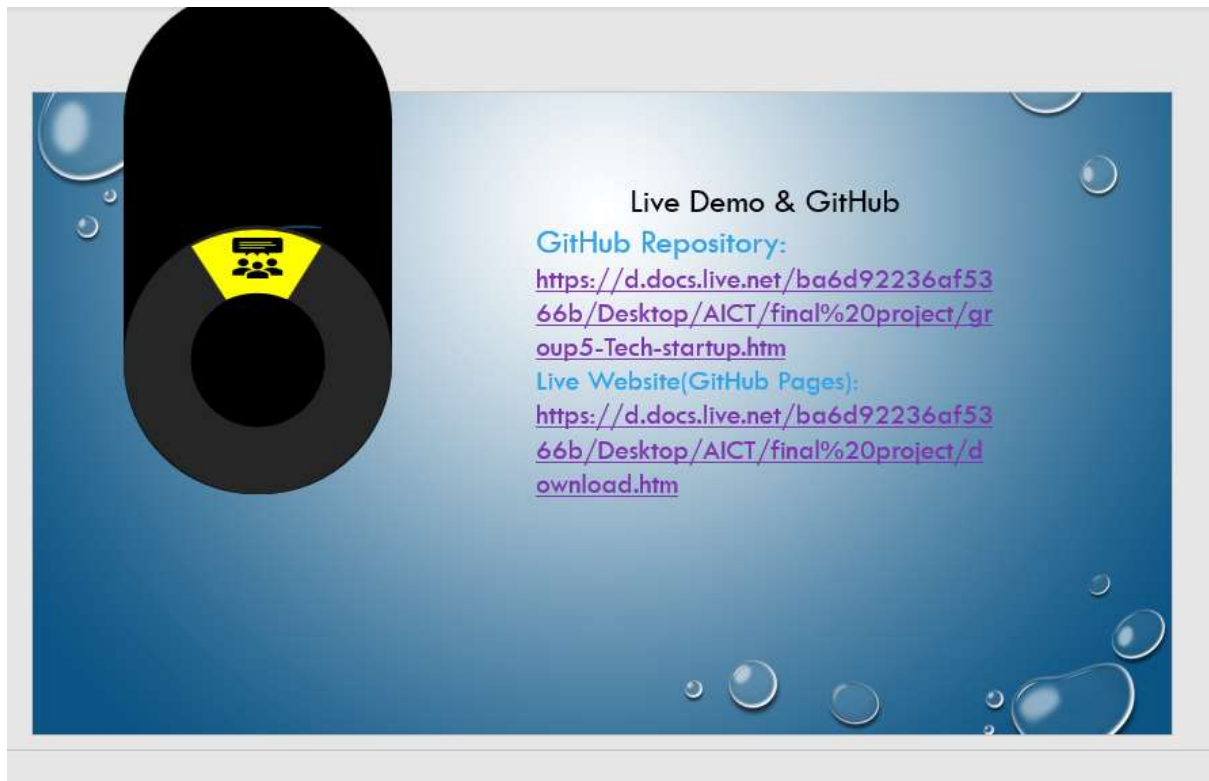 Live Demo & GitHub
GitHub Repository:
https://d.docs.live.net/ba6d92236af53
66b/Desktop/AICT/final%20project/gr
oup5-Tech-startup.htm
Live Website(GitHub Pages):
https://d.docs.live.net/ba6d92236af53
66b/Desktop/AICT/final%20project/d
ownload.htm